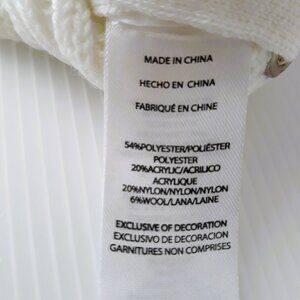 MADE IN CHINA
HECHO EN CHINA
FABRIQUÉ EN CHINE
54%POLYESTER/POLIÉSTER
POLYESTER
20%ACRYLIC/ACRILICO
ACRYLIQUE
20%NYLON/NYLON/NYLON
6%WOOL/LANA/LAINE
EXCLUSIVE OF DECORATION
EXCLUSIVO DE DECORACION
GARNITURES NON COMPRISES